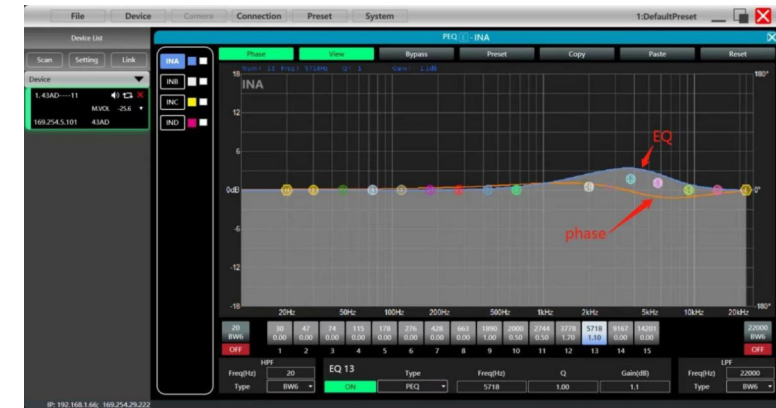 File Device Camera Connection Preset System 1:DefaultPreset
Device List
PEQ - INA
Scan Setting Link
Device
1. 43AD-----11
M.VOL -25.6
169.254.5.101 43AD
INA
INB
INC
IND
Phase View Bypass Preset Copy Paste Reset
INA
18
12
6
0dB
-6
-12
-18
180°
0°
-180°
EQ
phase
20Hz 50Hz 100Hz 200Hz 500Hz 1kHz 2kHz 5kHz 10kHz 20kHz
20 30 47 74 115 178 276 428 663 1890 2000 2744 3778 5718 9167 14201 22000
BW6 0.00 0.00 0.00 0.00 0.00 0.00 0.00 0.00 1.00 0.50 0.50 1.70 1.10 0.00 0.00 BW6
OFF 1 2 3 4 5 6 7 8 9 10 11 12 13 14 15 OFF
HPF
Freq(Hz) 20
Type BW6
EQ 13
ON
Type
PEQ
Freq(Hz)
5718
Q
1.00
Gain(dB)
1.1
LPF
Freq(Hz) 22000
Type BW6
IP: 192.168.1.66; 169.254.29.222